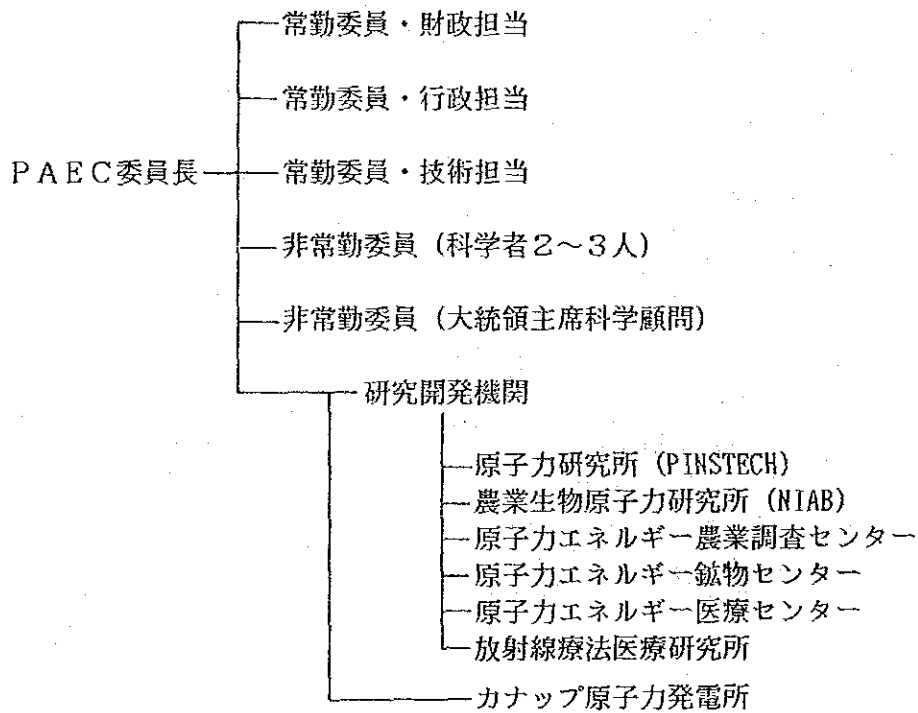 常勤委員・財政担当
常勤委員・行政担当
ＰＡＥＣ委員長
常勤委員・技術担当
非常勤委員（科学者２～３人）
非常勤委員（大統領主席科学顧問）
研究開発機関
原子力研究所（PINSTECH）
農業生物原子力研究所（NIAB）
原子力エネルギー農業調査センター
原子力エネルギー鉱物センター
原子力エネルギー医療センター
放射線療法医療研究所
カナップ原子力発電所